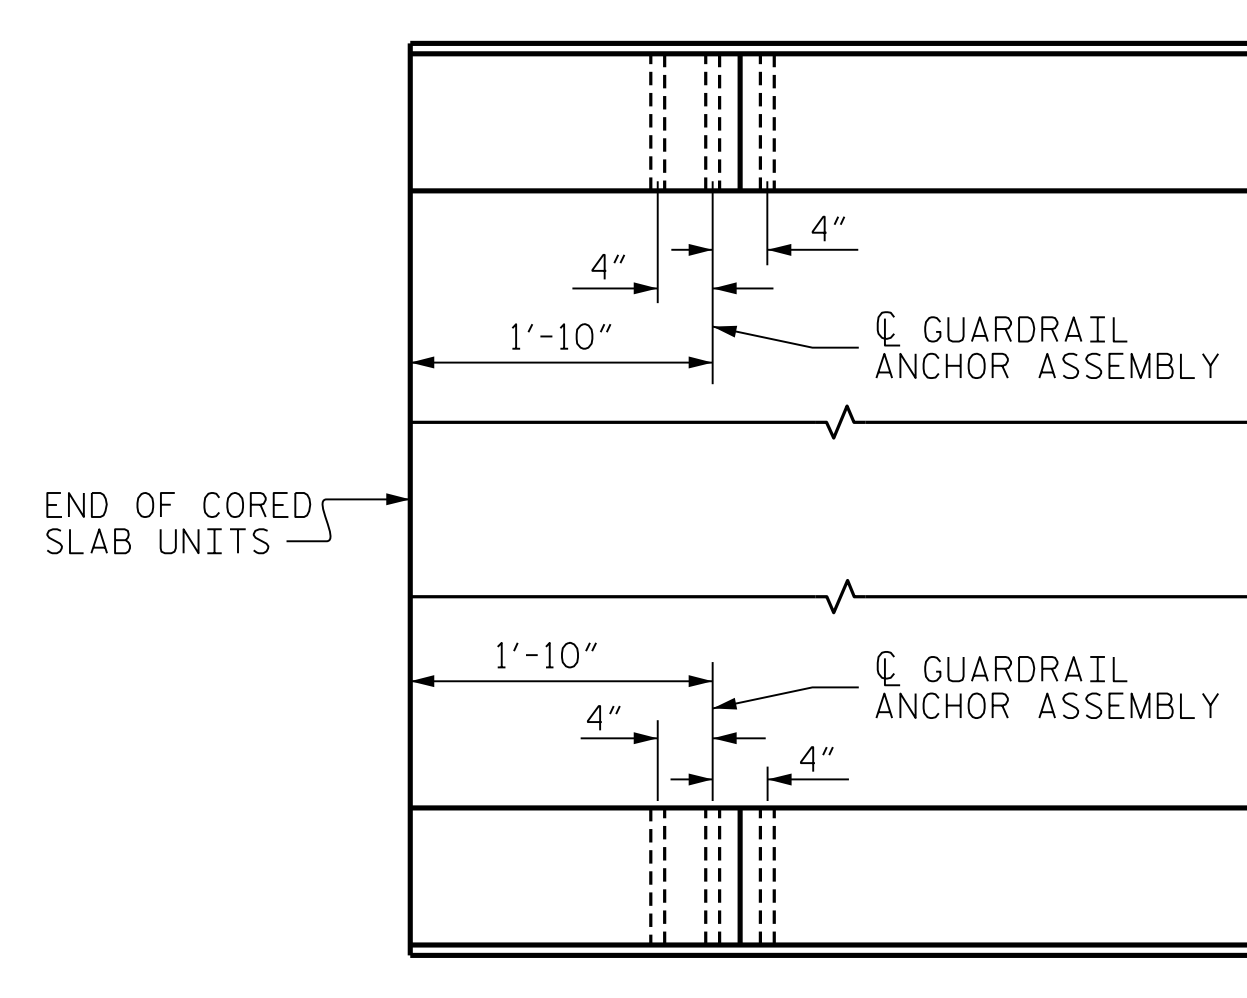 4"
4"
1'-10"
℄ GUARDRAIL
ANCHOR ASSEMBLY
END OF CORED
SLAB UNITS
1'-10"
℄ GUARDRAIL
ANCHOR ASSEMBLY
4"
4"